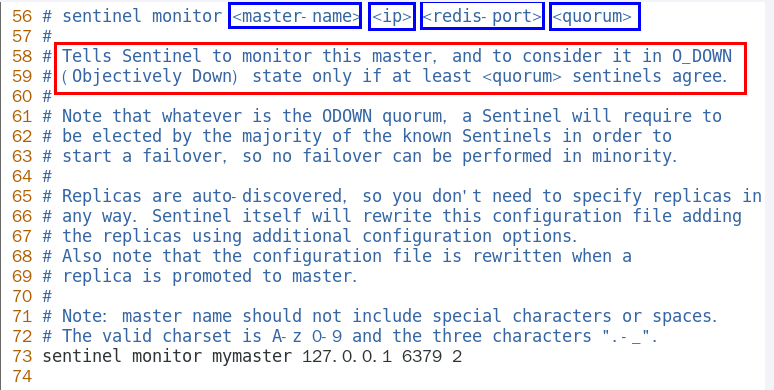 56 # sentinel monitor <master-name> <ip> <redis-port> <quorum>
57 #
58 # Tells Sentinel to monitor this master, and to consider it in O_DOWN
59 # (Objectively Down) state only if at least <quorum> sentinels agree.
60 #
61 # Note that whatever is the ODOWN quorum, a Sentinel will require to
62 # be elected by the majority of the known Sentinels in order to
63 # start a failover, so no failover can be performed in minority.
64 #
65 # Replicas are auto-discovered, so you don't need to specify replicas in
66 # any way. Sentinel itself will rewrite this configuration file adding
67 # the replicas using additional configuration options.
68 # Also note that the configuration file is rewritten when a
69 # replica is promoted to master.
70 #
71 # Note: master name should not include special characters or spaces.
72 # The valid charset is A-z 0-9 and the three characters ".-_".
73 sentinel monitor mymaster 127.0.0.1 6379 2
74